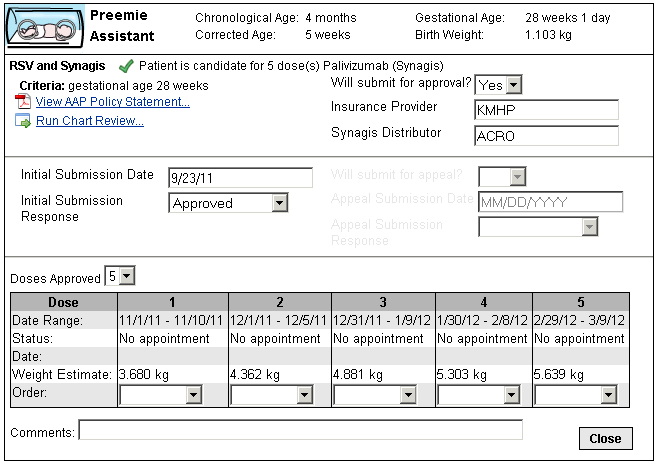 Preemie Assistant
Chronological Age: 4 months Gestational Age: 28 weeks 1 day
Corrected Age: 5 weeks Birth Weight: 1.103 kg
RSV and Synagis Patient is candidate for 5 dose(s) Palivizumab (Synagis)
Criteria: gestational age 28 weeks Will submit for approval? Yes
View AAP Policy Statement... Insurance Provider KMHP
Run Chart Review... Synagis Distributor ACRO
Initial Submission Date 9/23/11 Will submit for appeal?
Initial Submission Response Approved Appeal Submission Date MM/DD/YYYY
Appeal Submission Response
Doses Approved 5
Dose 1 2 3 4 5
Date Range: 11/1/11 - 11/10/11 12/1/11 - 12/5/11 12/31/11 - 1/9/12 1/30/12 - 2/8/12 2/29/12 - 3/9/12
Status: No appointment No appointment No appointment No appointment No appointment
Date:
Weight Estimate: 3.680 kg 4.362 kg 4.881 kg 5.303 kg 5.639 kg
Order:
Comments:
Close